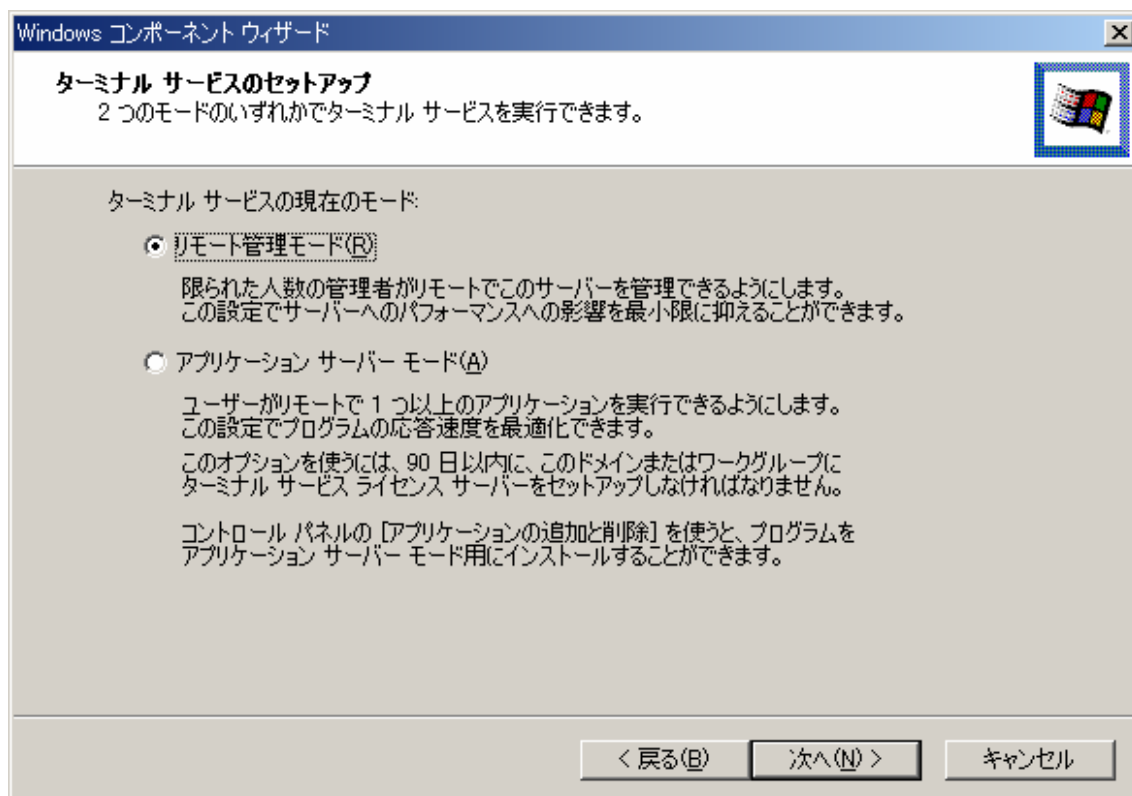 Windows コンポーネント ウィザード
ターミナル サービスのセットアップ
2 つのモードのいずれかでターミナル サービスを実行できます。
ターミナル サービスの現在のモード:
リモート管理モード(R)
限られた人数の管理者がリモートでこのサーバーを管理できるようにします。
この設定でサーバーへのパフォーマンスへの影響を最小限に抑えることができます。
アプリケーション サーバー モード(A)
ユーザーがリモートで 1 つ以上のアプリケーションを実行できるようにします。
この設定でプログラムの応答速度を最適化できます。
このオプションを使うには、90 日以内に、このドメインまたはワークグループに
ターミナル サービス ライセンス サーバーをセットアップしなければなりません。
コントロール パネルの [アプリケーションの追加と削除] を使うと、プログラムを
アプリケーション サーバー モード用にインストールすることができます。
< 戻る(B)
次へ(N) >
キャンセル